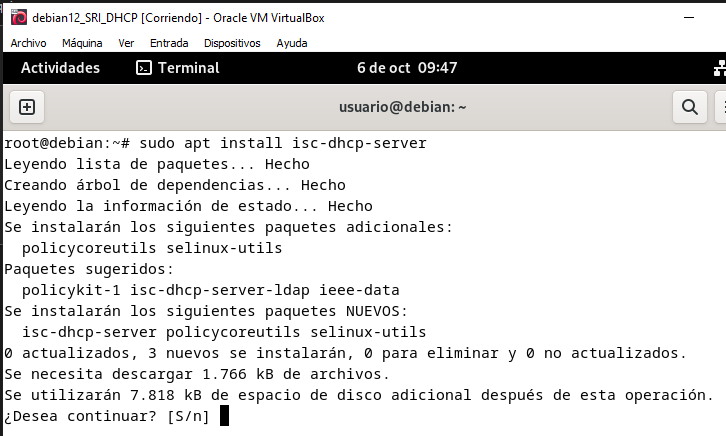 debian12_SRI_DHCP [Corriendo] - Oracle VM VirtualBox
Archivo Máquina Ver Entrada Dispositivos Ayuda
Actividades Terminal 6 de oct 09:47
usuario@debian: ~
root@debian:~# sudo apt install isc-dhcp-server
Leyendo lista de paquetes... Hecho
Creando árbol de dependencias... Hecho
Leyendo la información de estado... Hecho
Se instalarán los siguientes paquetes adicionales:
  policycoreutils selinux-utils
Paquetes sugeridos:
  policykit-1 isc-dhcp-server-ldap ieee-data
Se instalarán los siguientes paquetes NUEVOS:
  isc-dhcp-server policycoreutils selinux-utils
0 actualizados, 3 nuevos se instalarán, 0 para eliminar y 0 no actualizados.
Se necesita descargar 1.766 kB de archivos.
Se utilizarán 7.818 kB de espacio de disco adicional después de esta operación.
¿Desea continuar? [S/n]